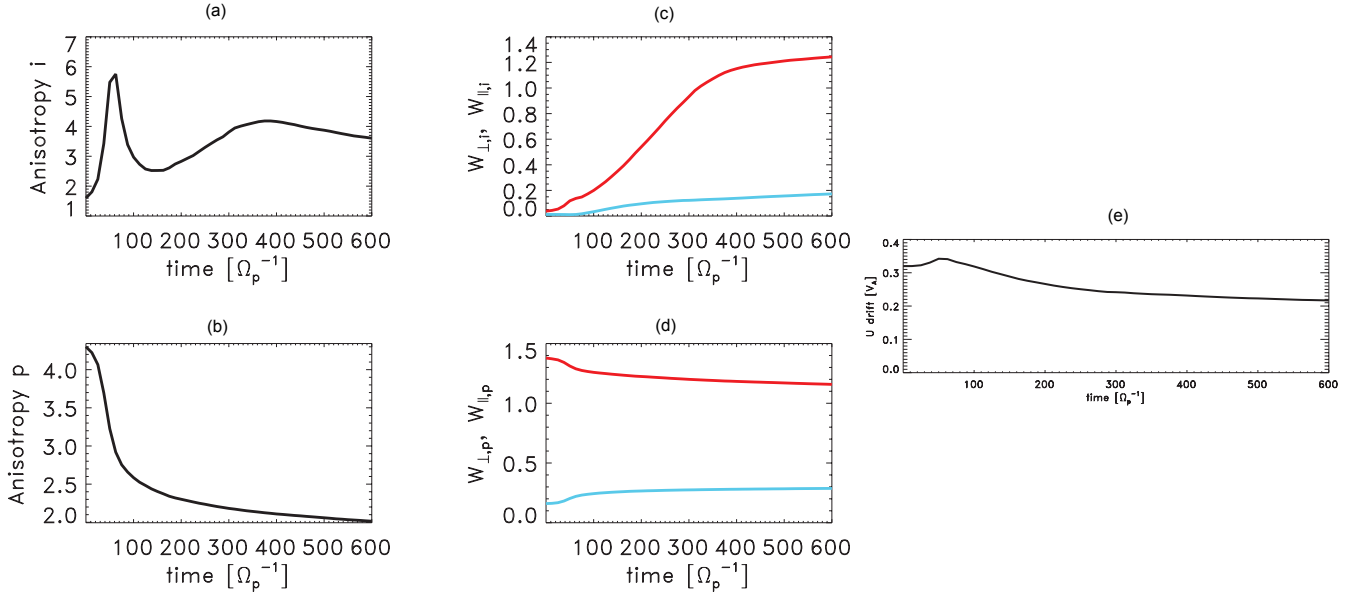 (a)
7
6
5
4
3
2
1
Anisotropy i
100 200 300 400 500 600
time [Ωp⁻¹]
(c)
1.4
1.2
1.0
0.8
0.6
0.4
0.2
0.0
W⊥,i, W∥,i
100 200 300 400 500 600
time [Ωp⁻¹]
(b)
4.0
3.5
3.0
2.5
2.0
Anisotropy p
100 200 300 400 500 600
time [Ωp⁻¹]
(d)
1.5
1.0
0.5
0.0
W⊥,p, W∥,p
100 200 300 400 500 600
time [Ωp⁻¹]
(e)
0.4
0.3
0.2
0.1
0.0
U drift [VA]
100 200 300 400 500 600
time [Ωp⁻¹]